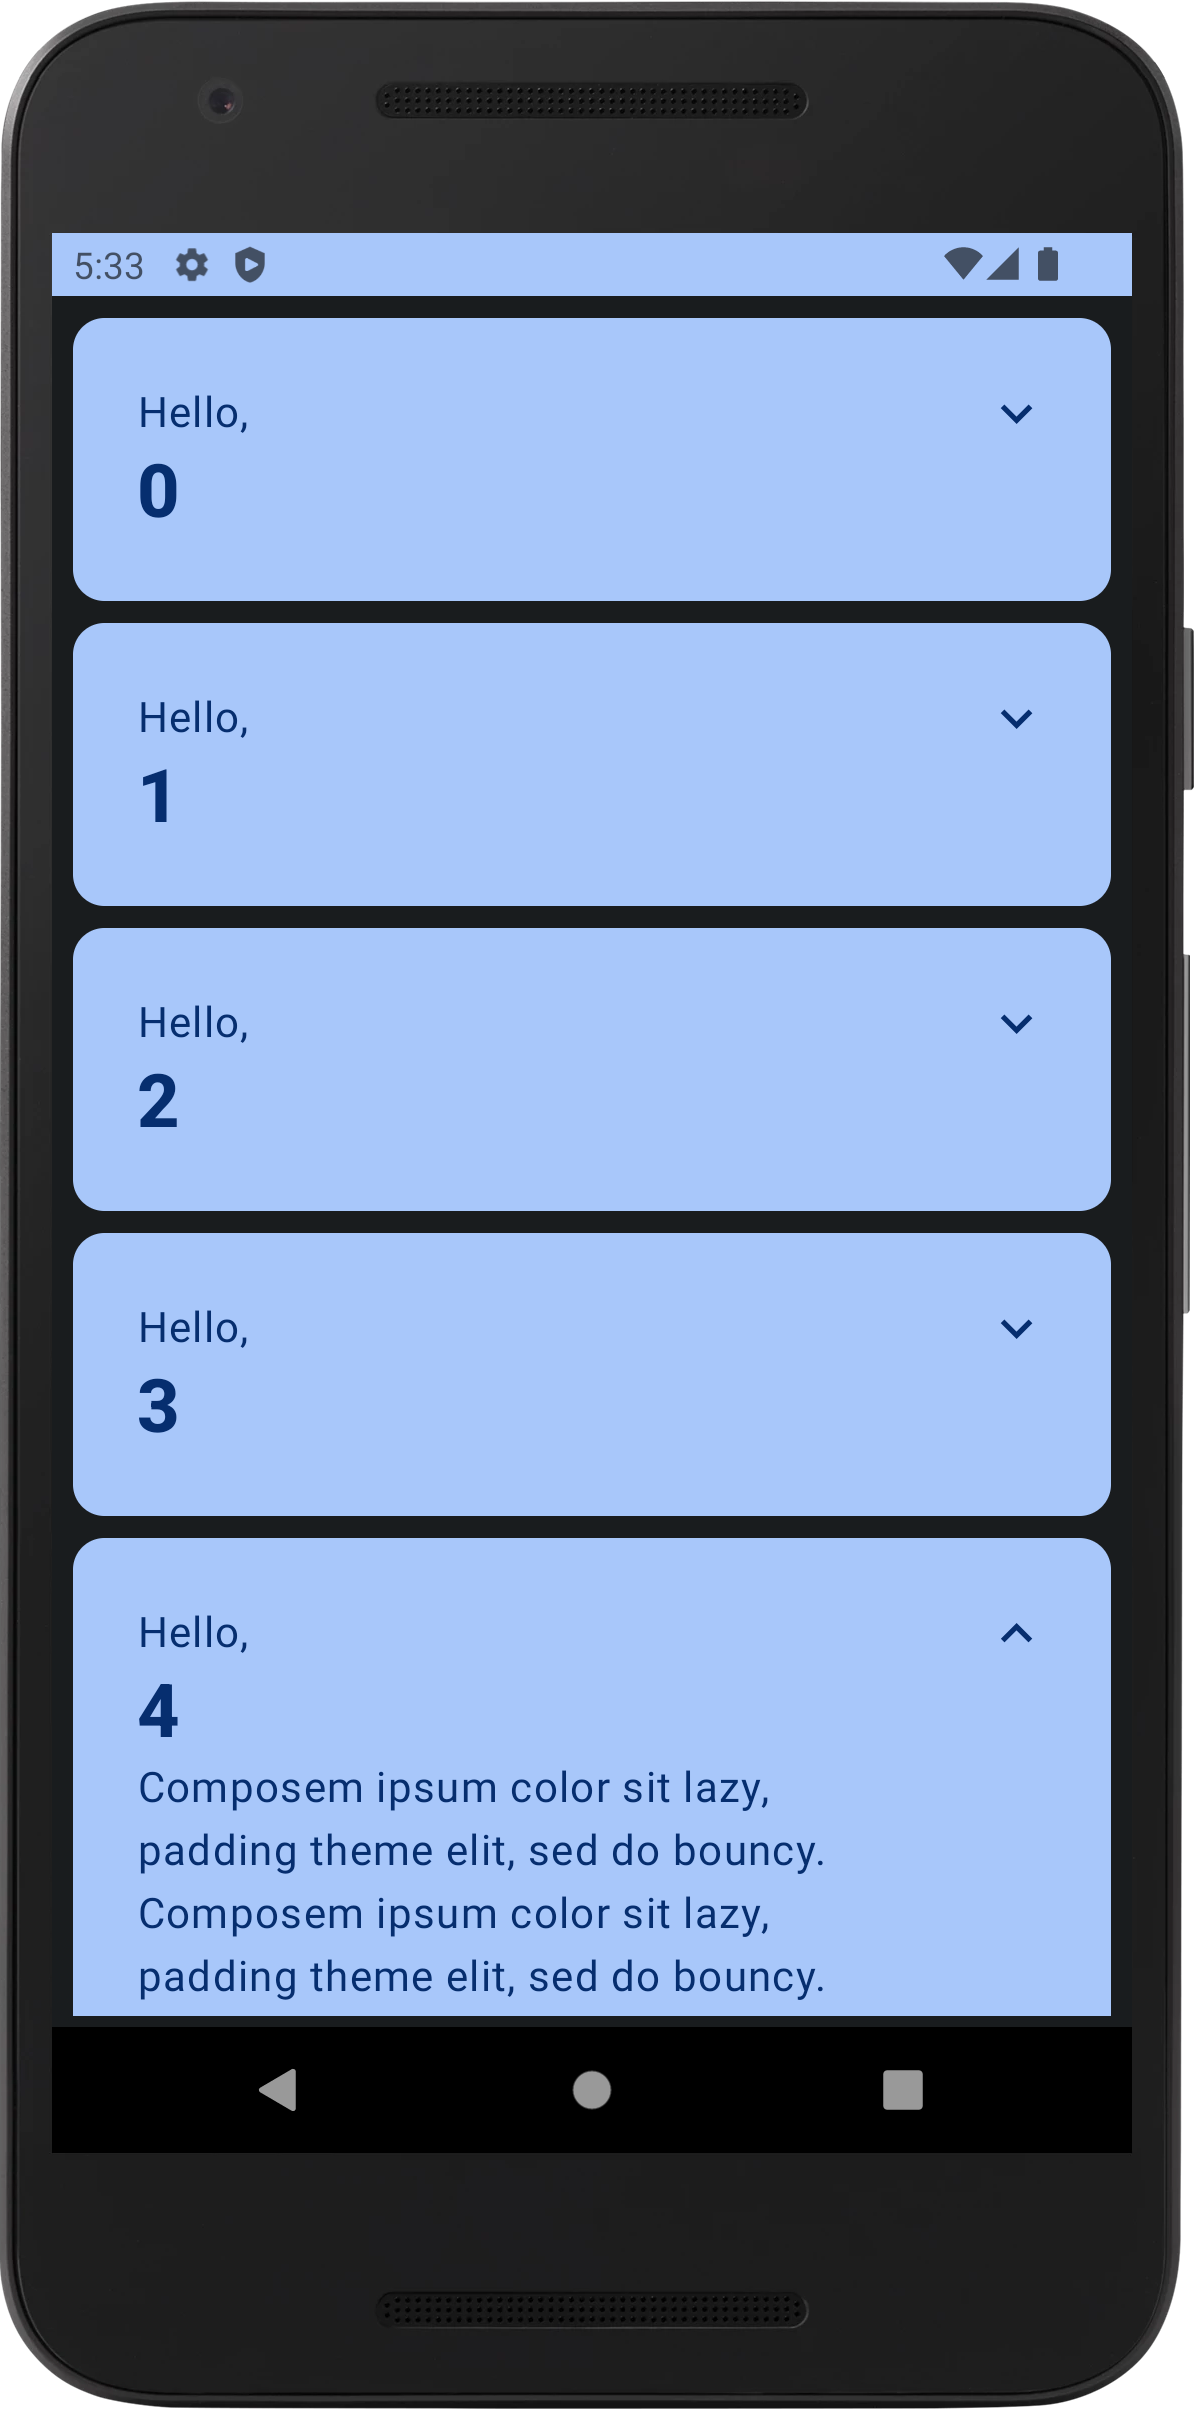 5:33
Hello,
0
Hello,
1
Hello,
2
Hello,
3
Hello,
4
Composem ipsum color sit lazy,
padding theme elit, sed do bouncy.
Composem ipsum color sit lazy,
padding theme elit, sed do bouncy.